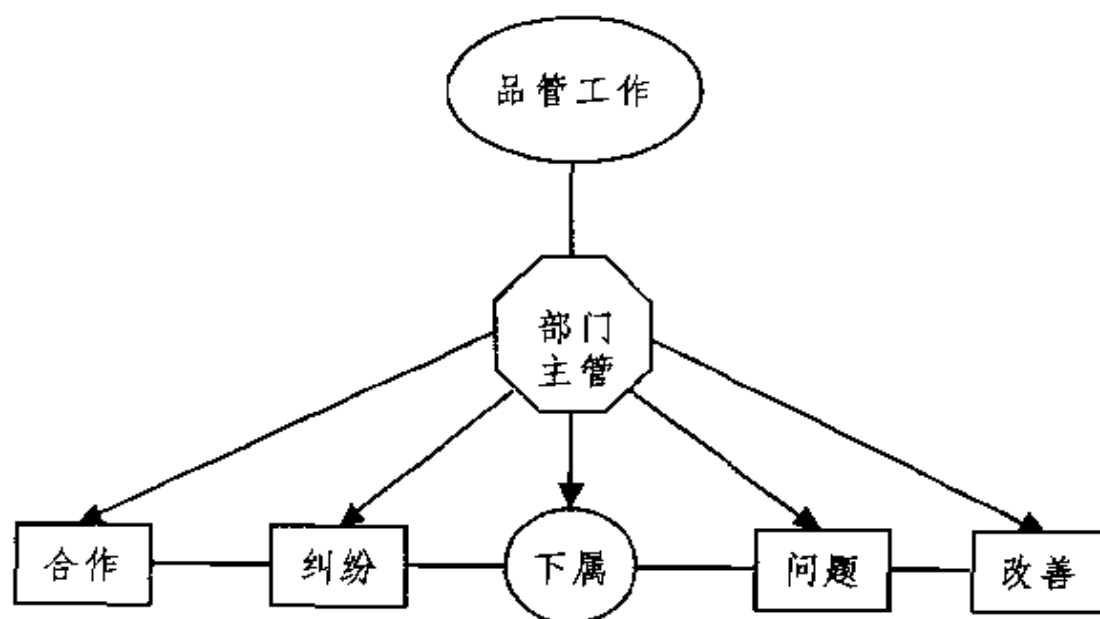 品管工作
部门
主管
合作
纠纷
下属
问题
改善